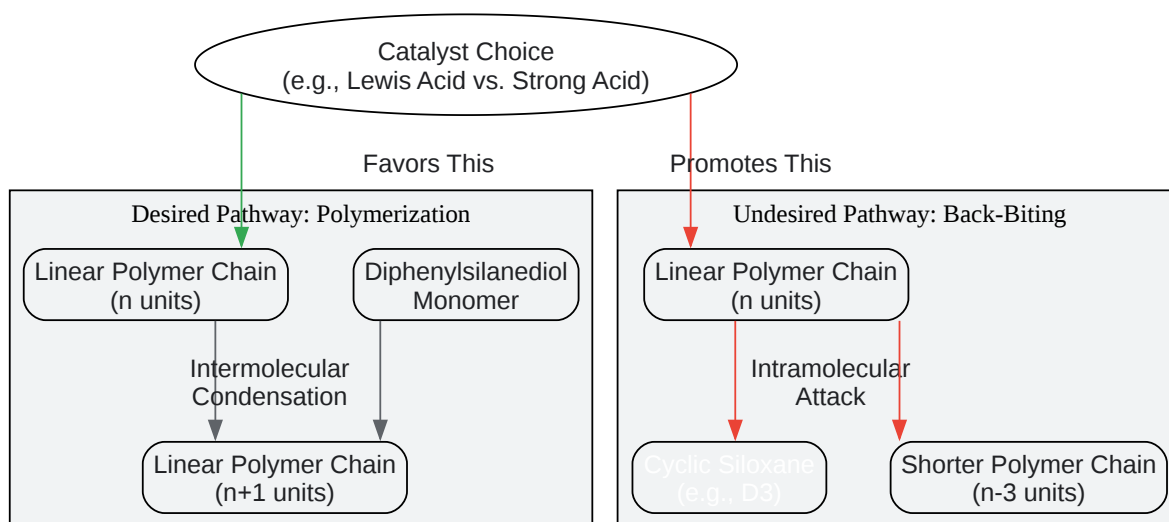 Catalyst Choice
(e.g., Lewis Acid vs. Strong Acid)
Favors This
Promotes This
Desired Pathway: Polymerization
Linear Polymer Chain
(n units)
Diphenylsilanediol
Monomer
Intermolecular
Condensation
Linear Polymer Chain
(n+1 units)
Undesired Pathway: Back-Biting
Linear Polymer Chain
(n units)
Intramolecular
Attack
Cyclic Siloxane
(e.g., D3)
Shorter Polymer Chain
(n-3 units)